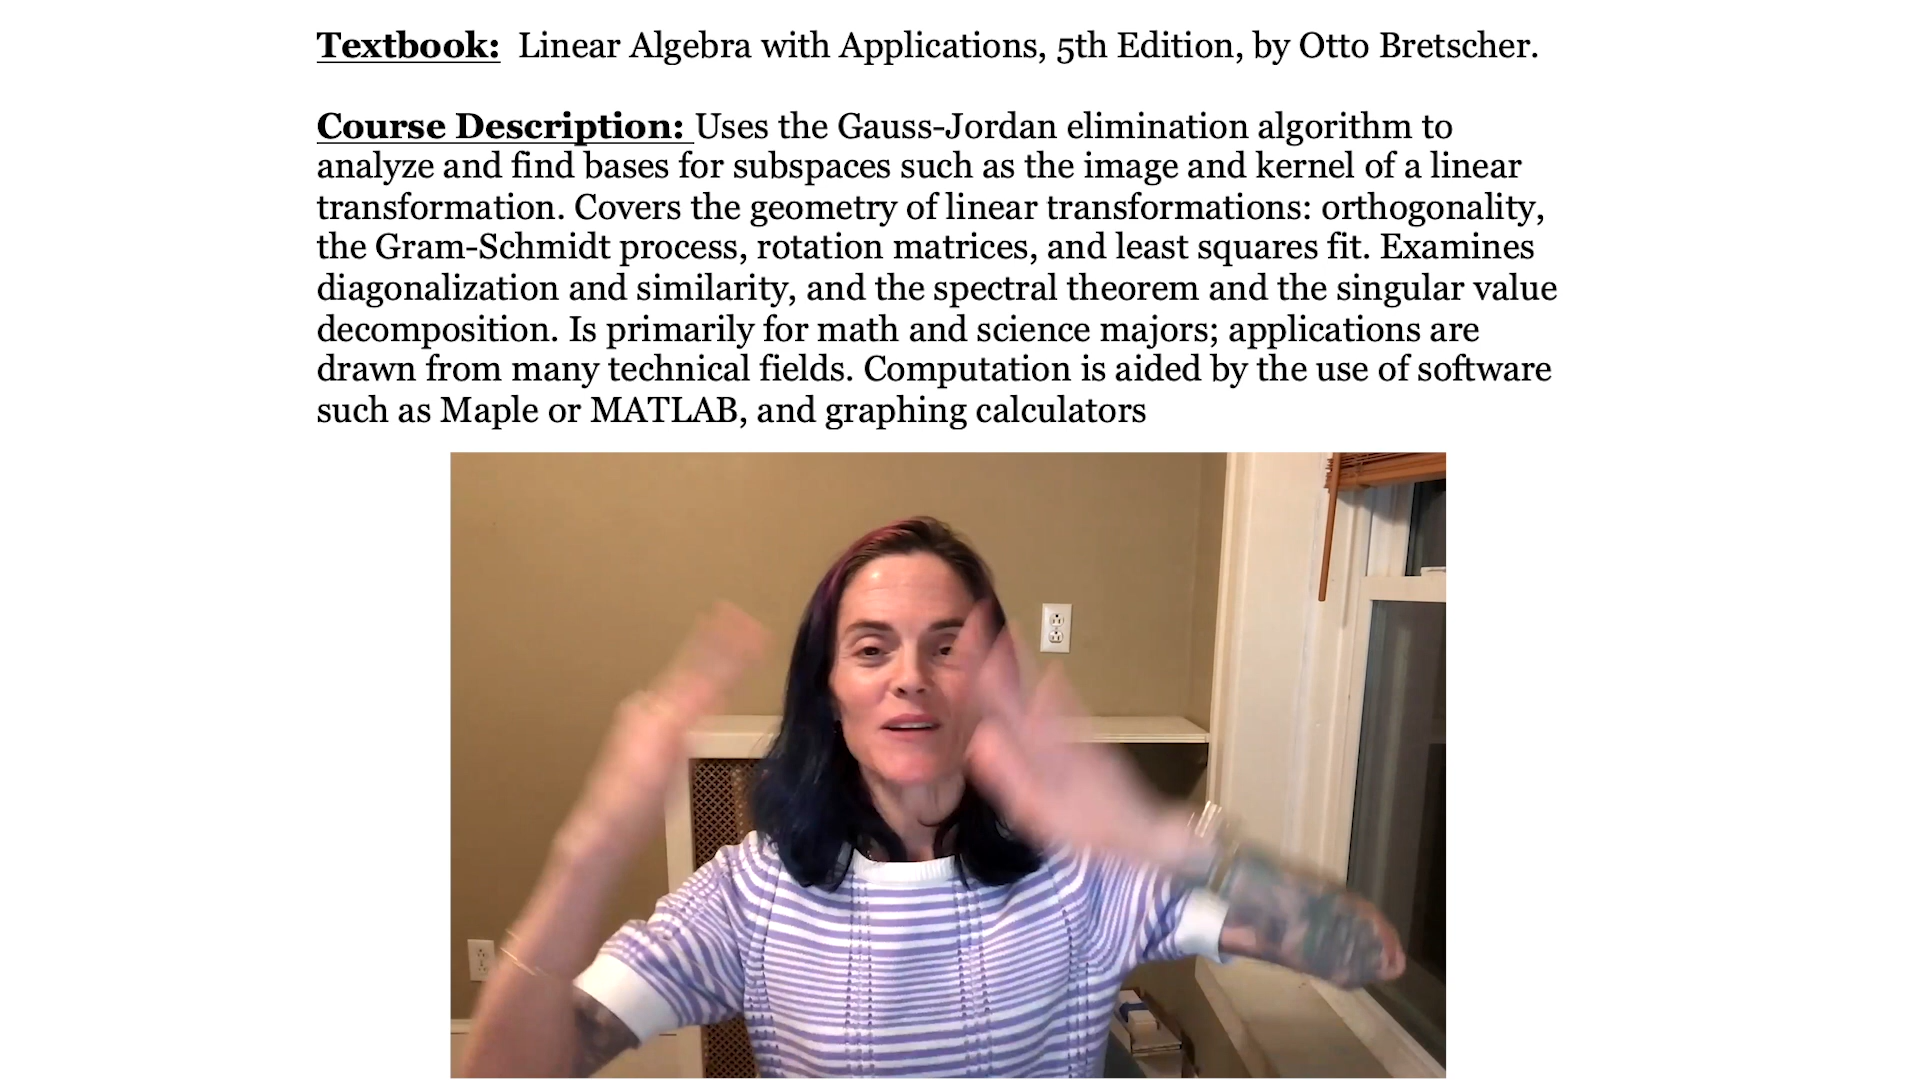 Textbook: Linear Algebra with Applications, 5th Edition, by Otto Bretscher.
Course Description: Uses the Gauss-Jordan elimination algorithm to
analyze and find bases for subspaces such as the image and kernel of a linear
transformation. Covers the geometry of linear transformations: orthogonality,
the Gram-Schmidt process, rotation matrices, and least squares fit. Examines
diagonalization and similarity, and the spectral theorem and the singular value
decomposition. Is primarily for math and science majors; applications are
drawn from many technical fields. Computation is aided by the use of software
such as Maple or MATLAB, and graphing calculators